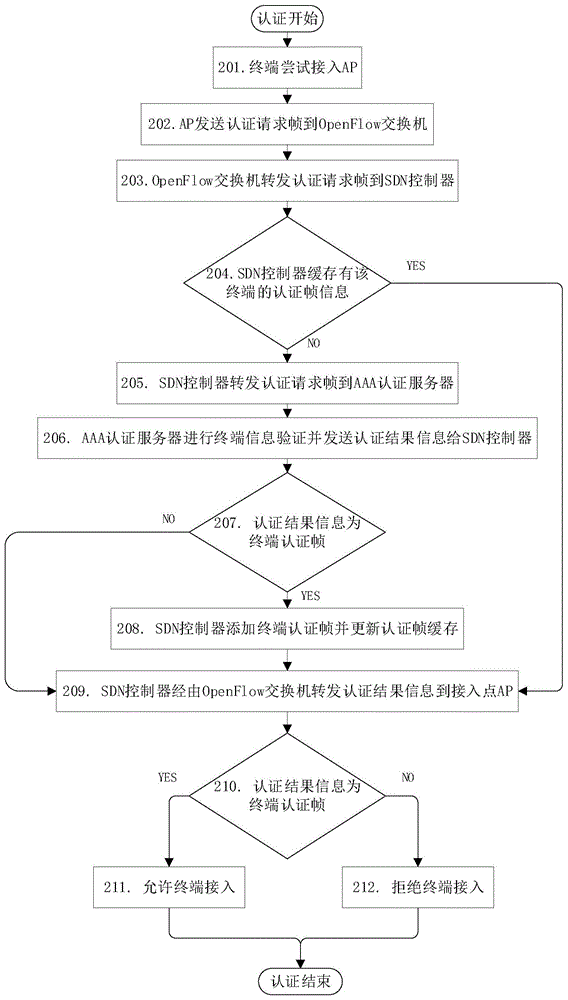 认证开始
201.终端尝试接入AP
202.AP发送认证请求帧到OpenFlow交换机
203.OpenFlow交换机转发认证请求帧到SDN控制器
204.SDN控制器缓存有该
终端的认证帧信息
YES
NO
205. SDN控制器转发认证请求帧到AAA认证服务器
206. AAA认证服务器进行终端信息验证并发送认证结果信息给SDN控制器
NO
207. 认证结果信息为
终端认证帧
YES
208. SDN控制器添加终端认证帧并更新认证帧缓存
209. SDN控制器经由OpenFlow交换机转发认证结果信息到接入点AP
YES
210. 认证结果信息为
终端认证帧
NO
211. 允许终端接入
212. 拒绝终端接入
认证结束